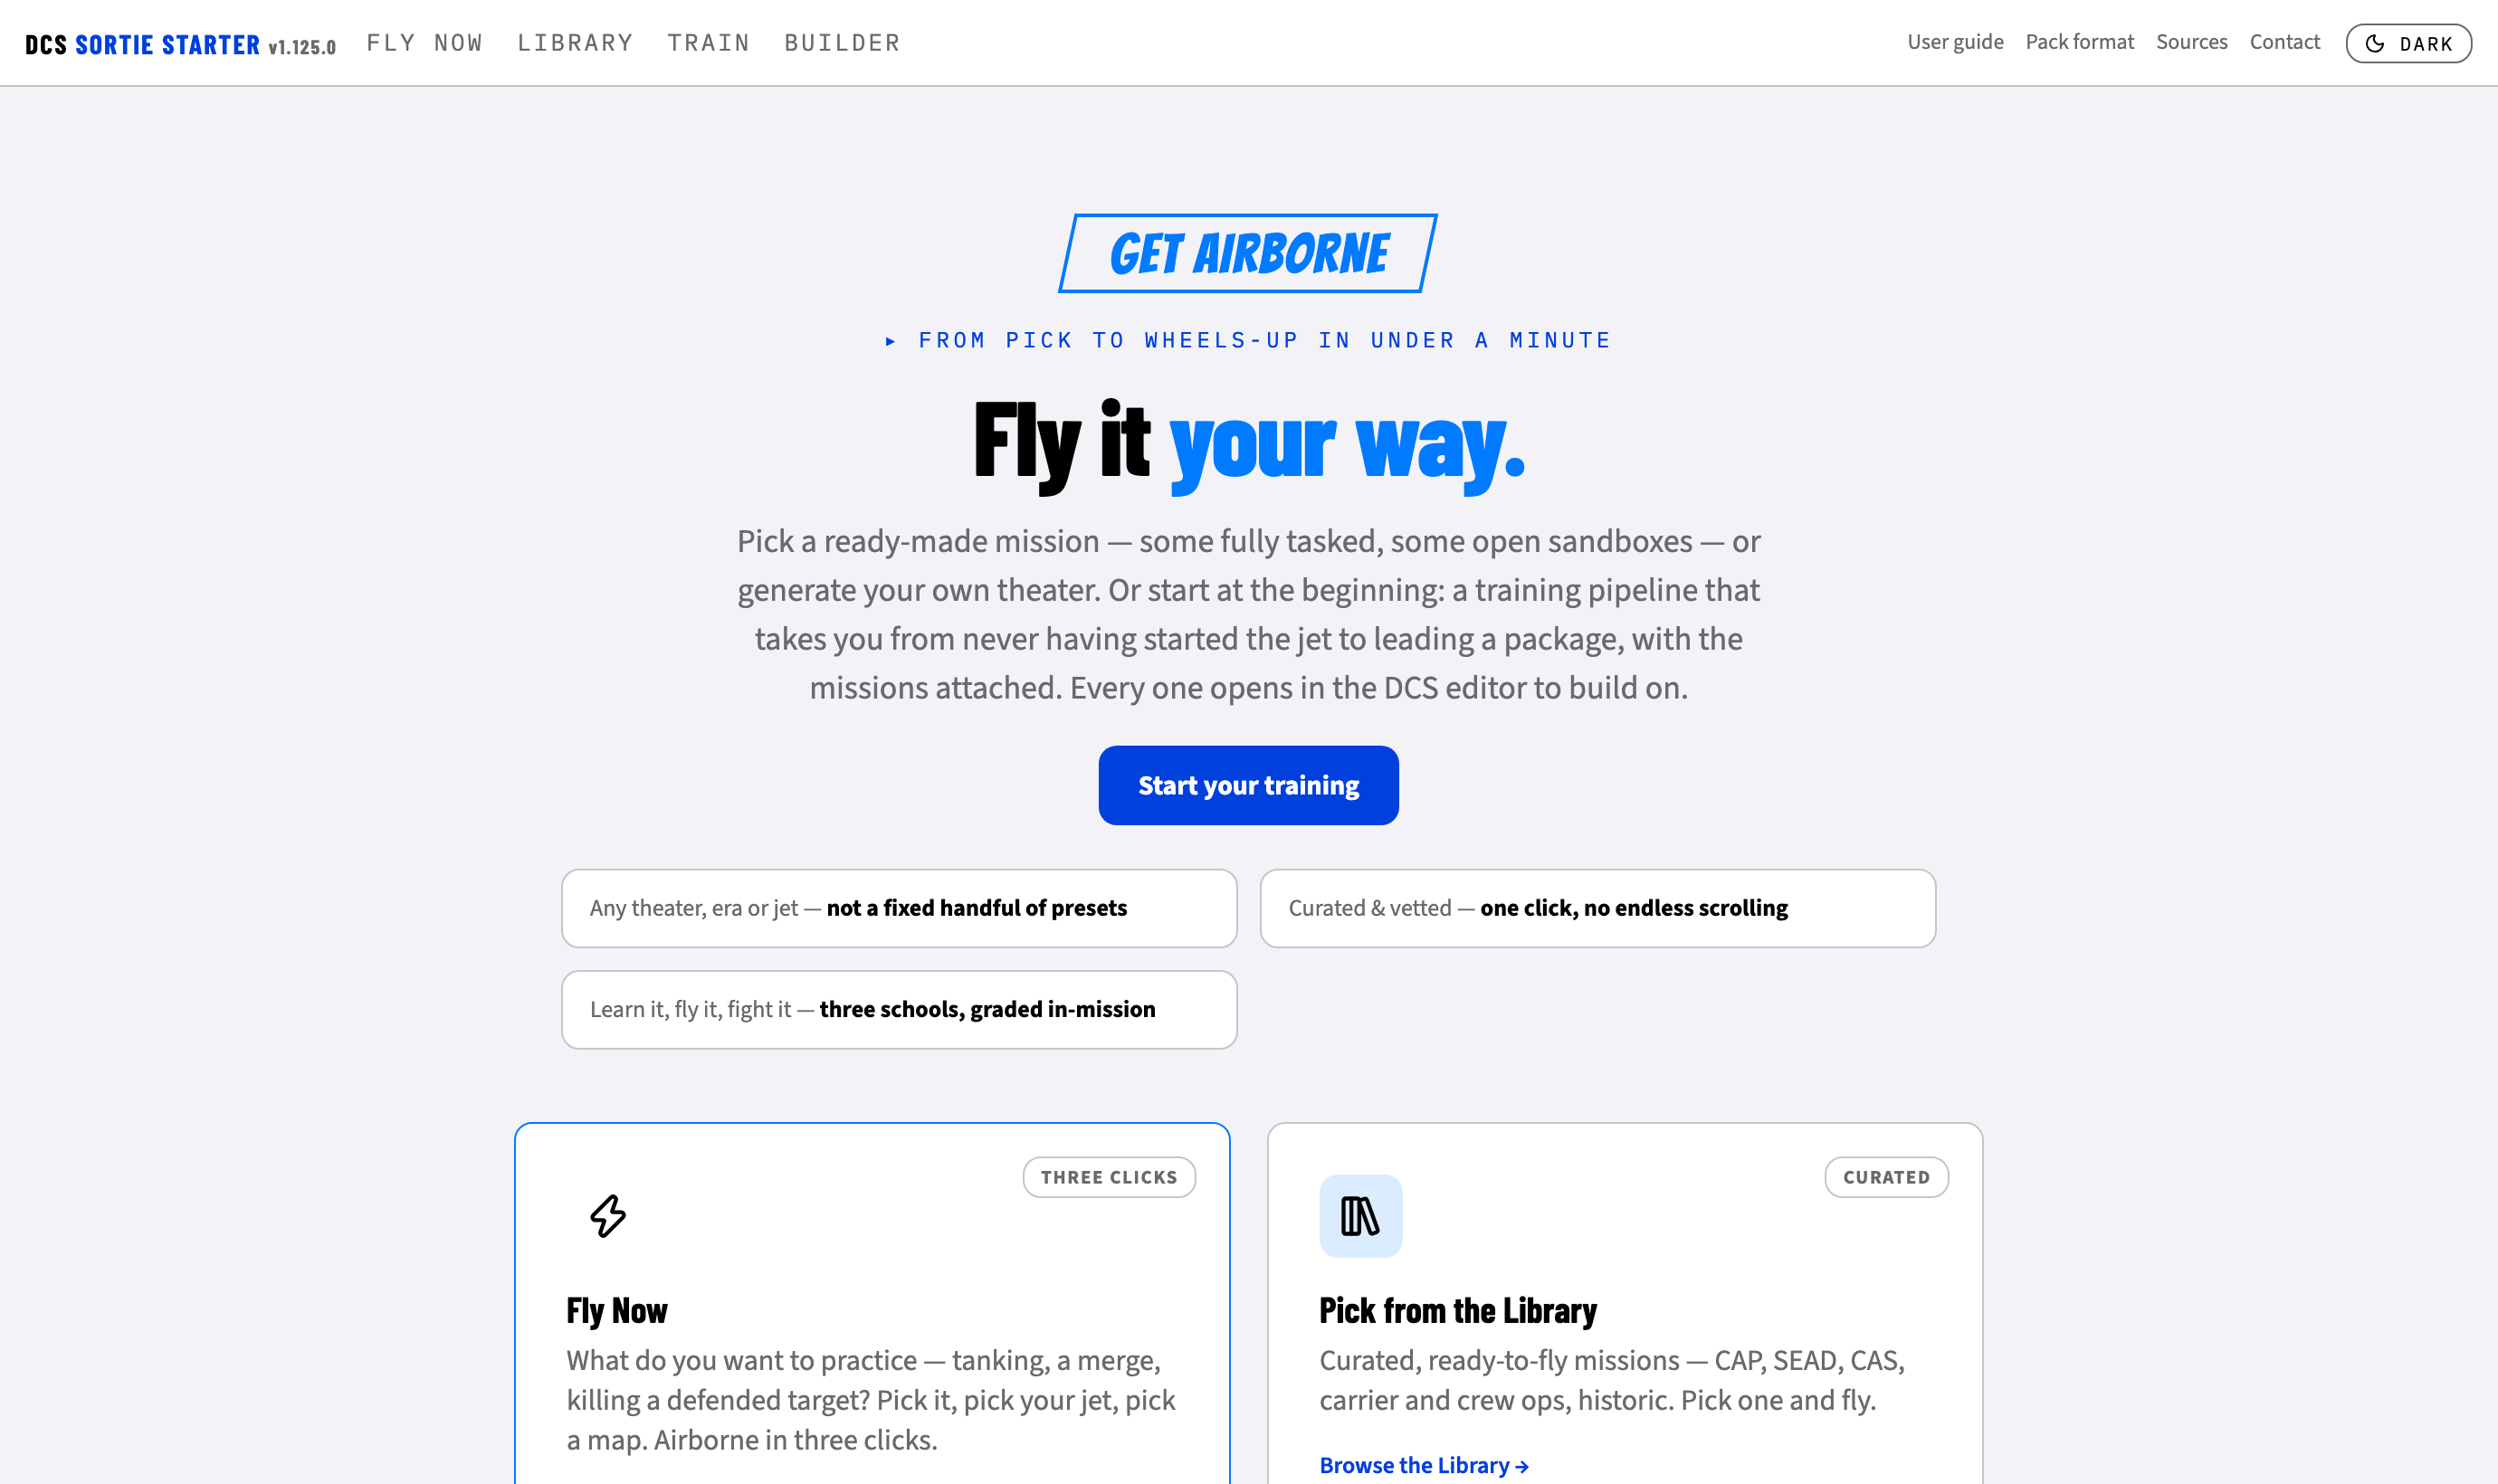 DCS SORTIE STARTER v1.125.0 FLY NOW LIBRARY TRAIN BUILDER User guide Pack format Sources Contact DARK
GET AIRBORNE
▸ FROM PICK TO WHEELS-UP IN UNDER A MINUTE
Fly it your way.
Pick a ready-made mission — some fully tasked, some open sandboxes — or
generate your own theater. Or start at the beginning: a training pipeline that
takes you from never having started the jet to leading a package, with the
missions attached. Every one opens in the DCS editor to build on.
Start your training
Any theater, era or jet — not a fixed handful of presets
Curated & vetted — one click, no endless scrolling
Learn it, fly it, fight it — three schools, graded in-mission
THREE CLICKS
Fly Now
What do you want to practice — tanking, a merge,
killing a defended target? Pick it, pick your jet, pick
a map. Airborne in three clicks.
CURATED
Pick from the Library
Curated, ready-to-fly missions — CAP, SEAD, CAS,
carrier and crew ops, historic. Pick one and fly.
Browse the Library →